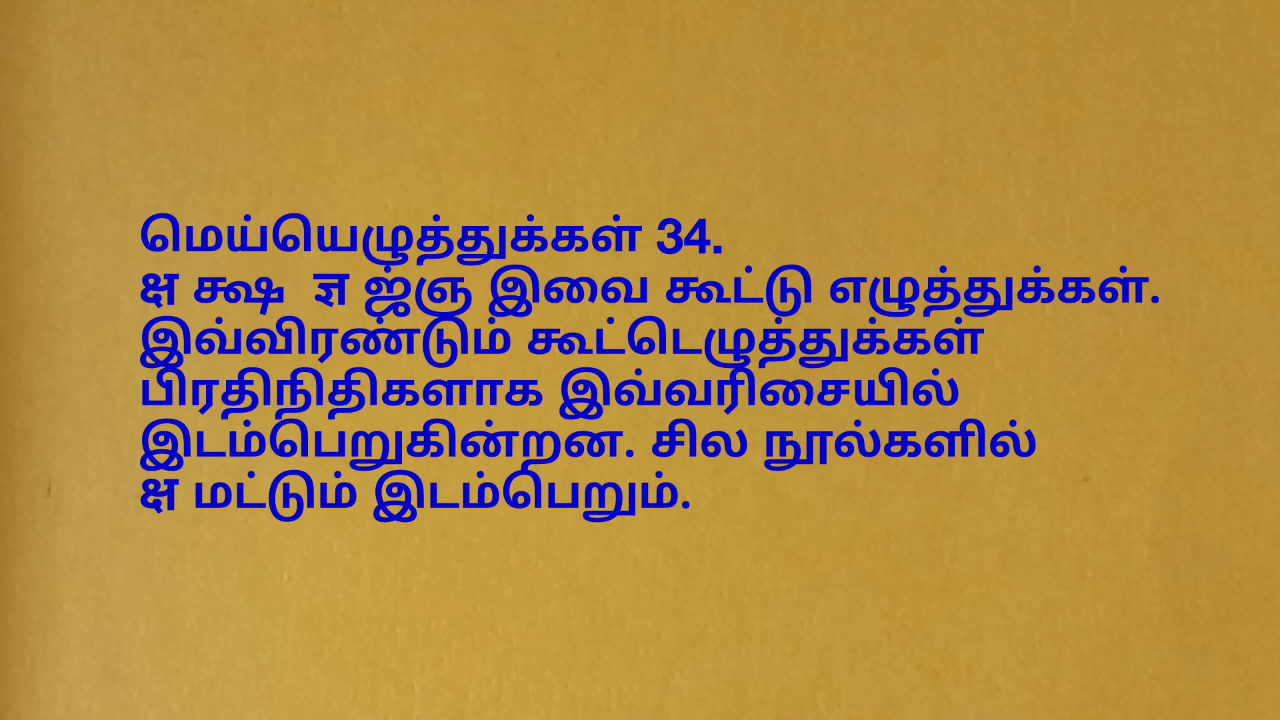 மெய்யெழுத்துக்கள் 34.
क्ष க்ஷ ज्ञ ஜ்ஞ இவை கூட்டு எழுத்துக்கள்.
இவ்விரண்டும் கூட்டெழுத்துக்கள்
பிரதிநிதிகளாக இவ்வரிசையில்
இடம்பெறுகின்றன. சில நூல்களில்
क्ष மட்டும் இடம்பெறும்.